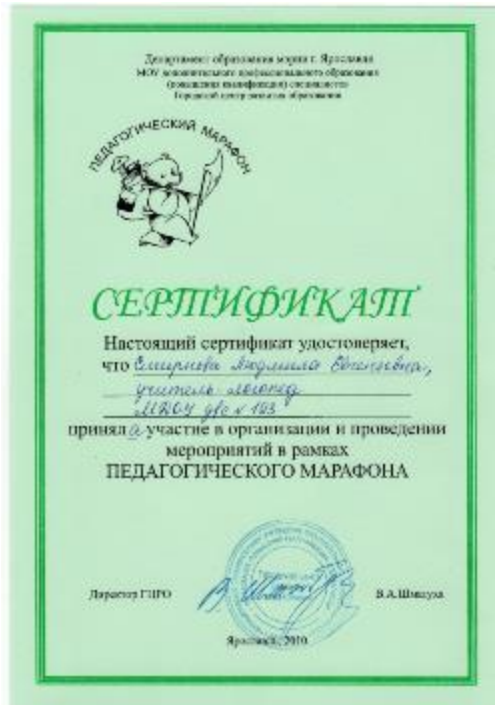 Департамент образования мэрии г. Ярославля
МОУ дополнительного профессионального образования
(повышения квалификации) специалистов
Городской центр развития образования
ПЕДАГОГИЧЕСКИЙ МАРАФОН
СЕРТИФИКАТ
Настоящий сертификат удостоверяет,
что Смирнова Людмила Евгеньевна,
учитель-логопед
МДОУ д/с № 193
принял а участие в организации и проведении
мероприятий в рамках
ПЕДАГОГИЧЕСКОГО МАРАФОНА
Директор ГЦРО
Ярославль, 2010